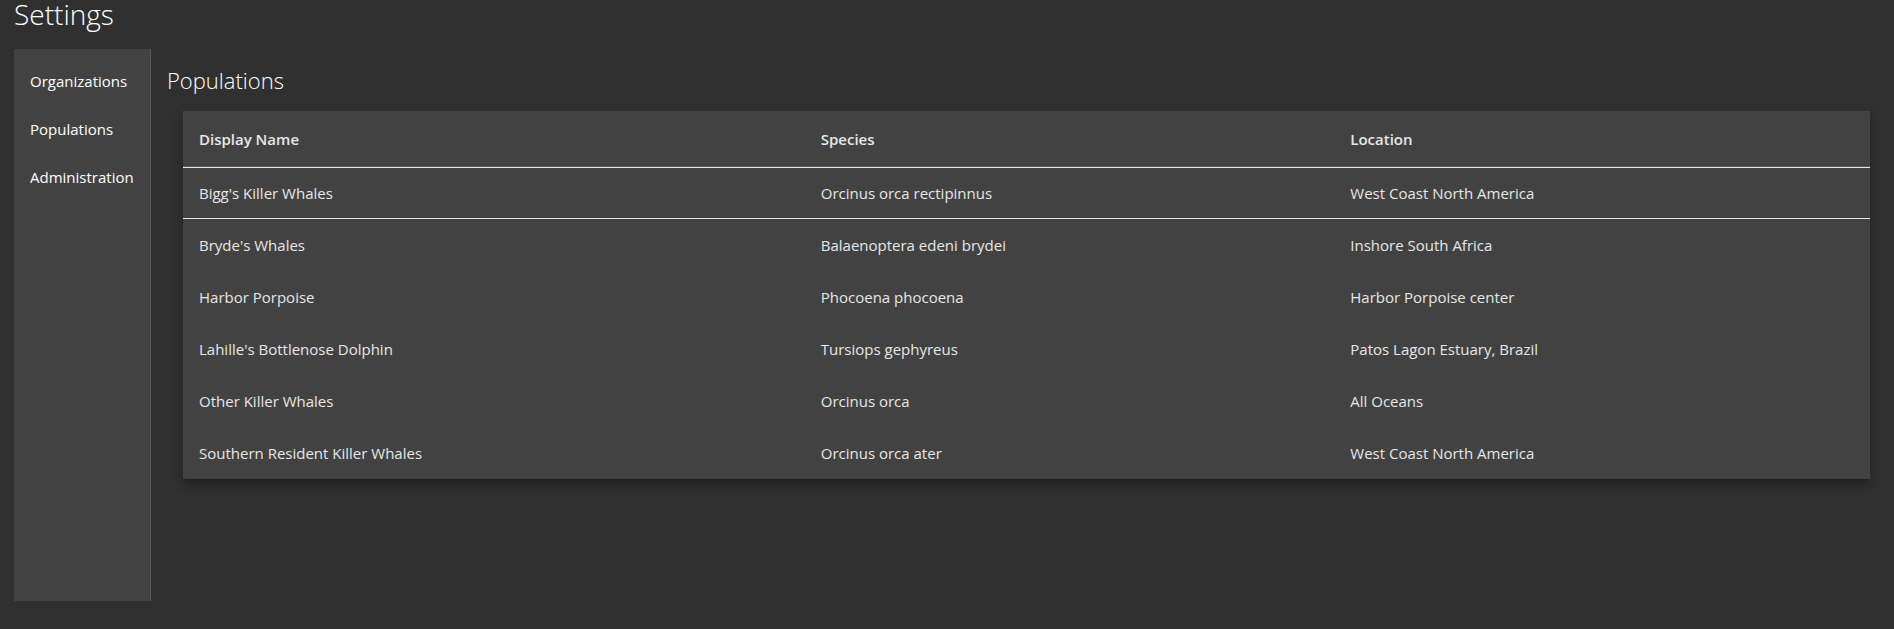 Settings
Organizations
Populations
Administration
Populations
Display Name Species Location
Bigg's Killer Whales Orcinus orca rectipinnus West Coast North America
Bryde's Whales Balaenoptera edeni brydei Inshore South Africa
Harbor Porpoise Phocoena phocoena Harbor Porpoise center
Lahille's Bottlenose Dolphin Tursiops gephyreus Patos Lagon Estuary, Brazil
Other Killer Whales Orcinus orca All Oceans
Southern Resident Killer Whales Orcinus orca ater West Coast North America